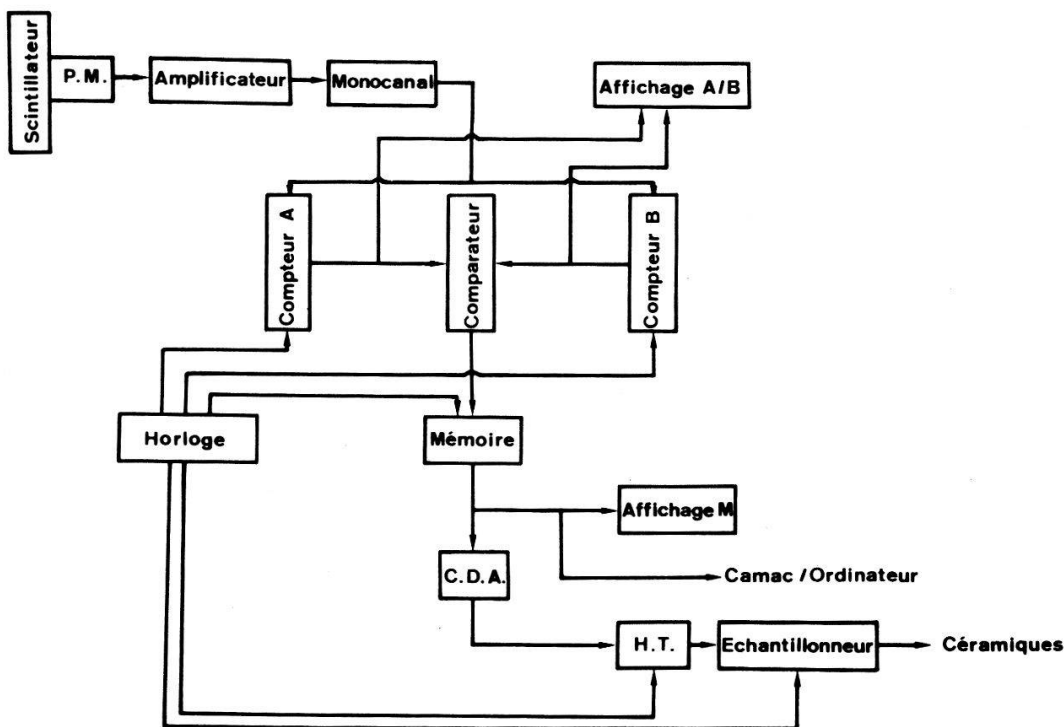 Scintillateur
P.M.
Amplificateur
Monocanal
Affichage A/B
Compteur A
Comparateur
Compteur B
Horloge
Mémoire
Affichage M
C.D.A.
Camac / Ordinateur
H.T.
Echantillonneur
Céramiques